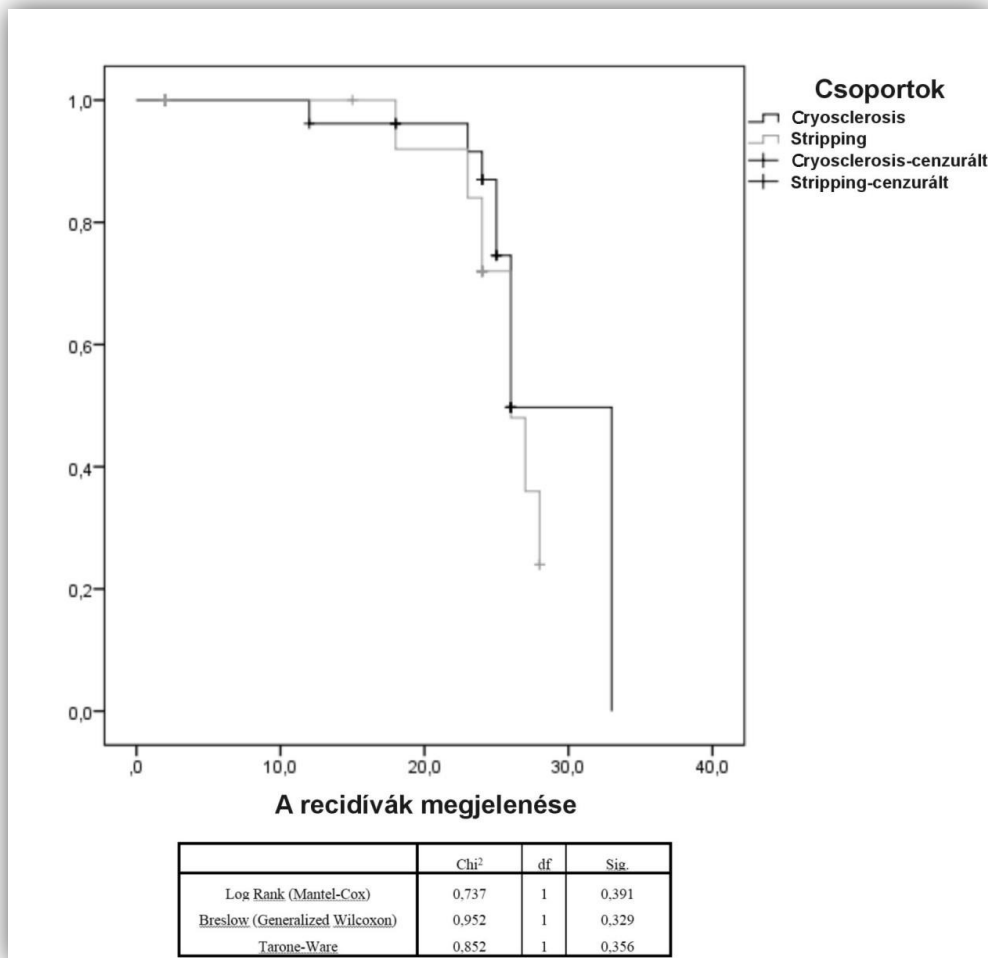 Csoportok
Cryosclerosis
Stripping
Cryosclerosis-cenzurált
Stripping-cenzurált
1,0
0,8
0,6
0,4
0,2
0,0
,0 10,0 20,0 30,0 40,0
A recidívák megjelenése
Chi² df Sig.
Log Rank (Mantel-Cox) 0,737 1 0,391
Breslow (Generalized Wilcoxon) 0,952 1 0,329
Tarone-Ware 0,852 1 0,356